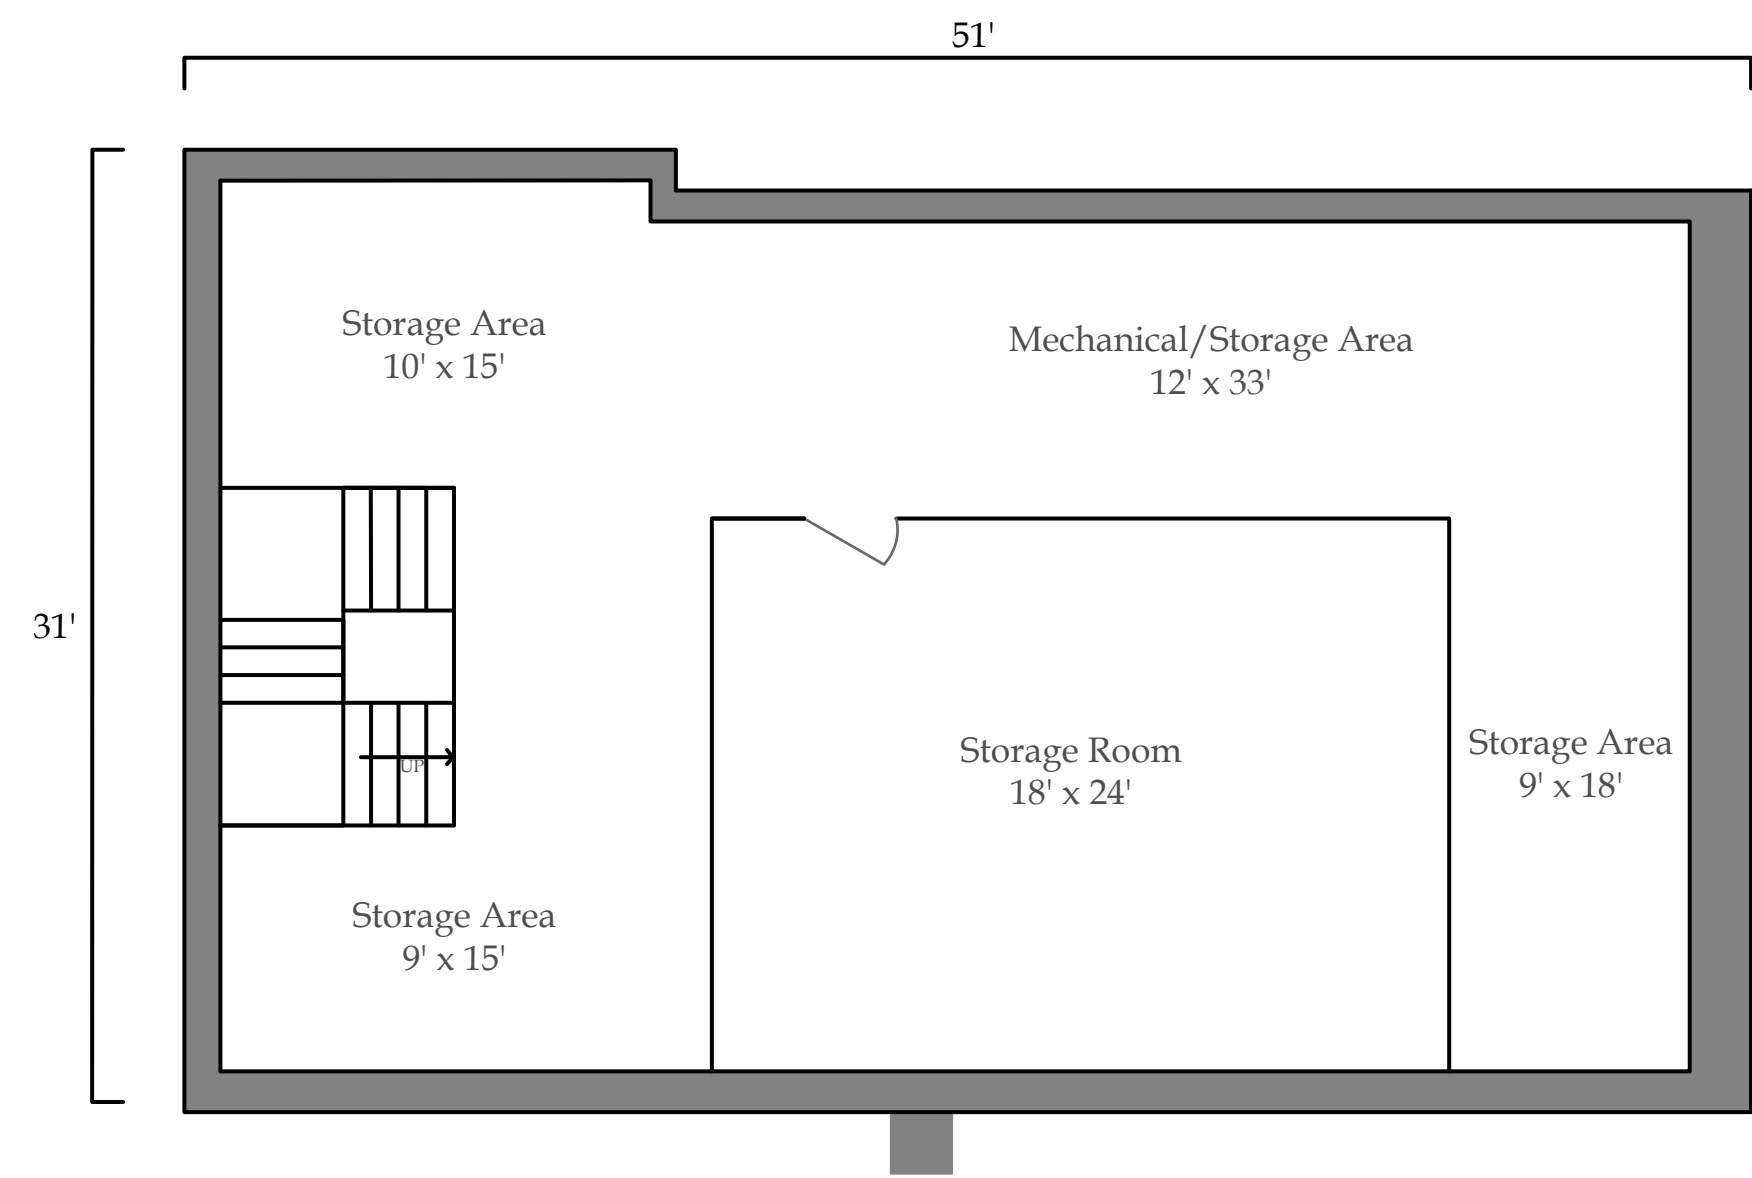 51'
Storage Area
10' x 15'
Mechanical/Storage Area
12' x 33'
31'
UP
Storage Room
18' x 24'
Storage Area
9' x 18'
Storage Area
9' x 15'